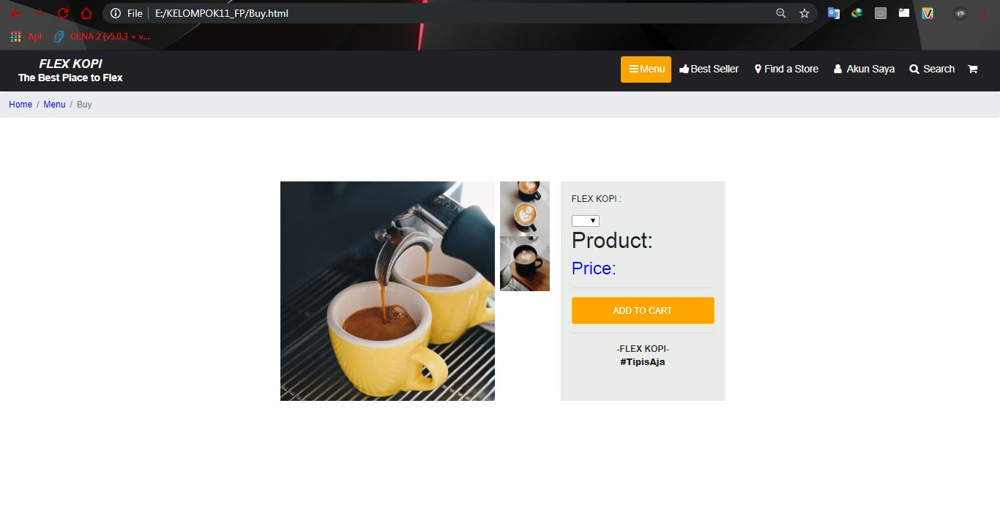 File E:/KELOMPOK11_FP/Buy.html
Apl CCNA 2 (v5.0.3 + v...
FLEX KOPI
The Best Place to Flex
Menu Best Seller Find a Store Akun Saya Search
Home / Menu / Buy
FLEX KOPI :
Product:
Price:
ADD TO CART
-FLEX KOPI-
#TipisAja